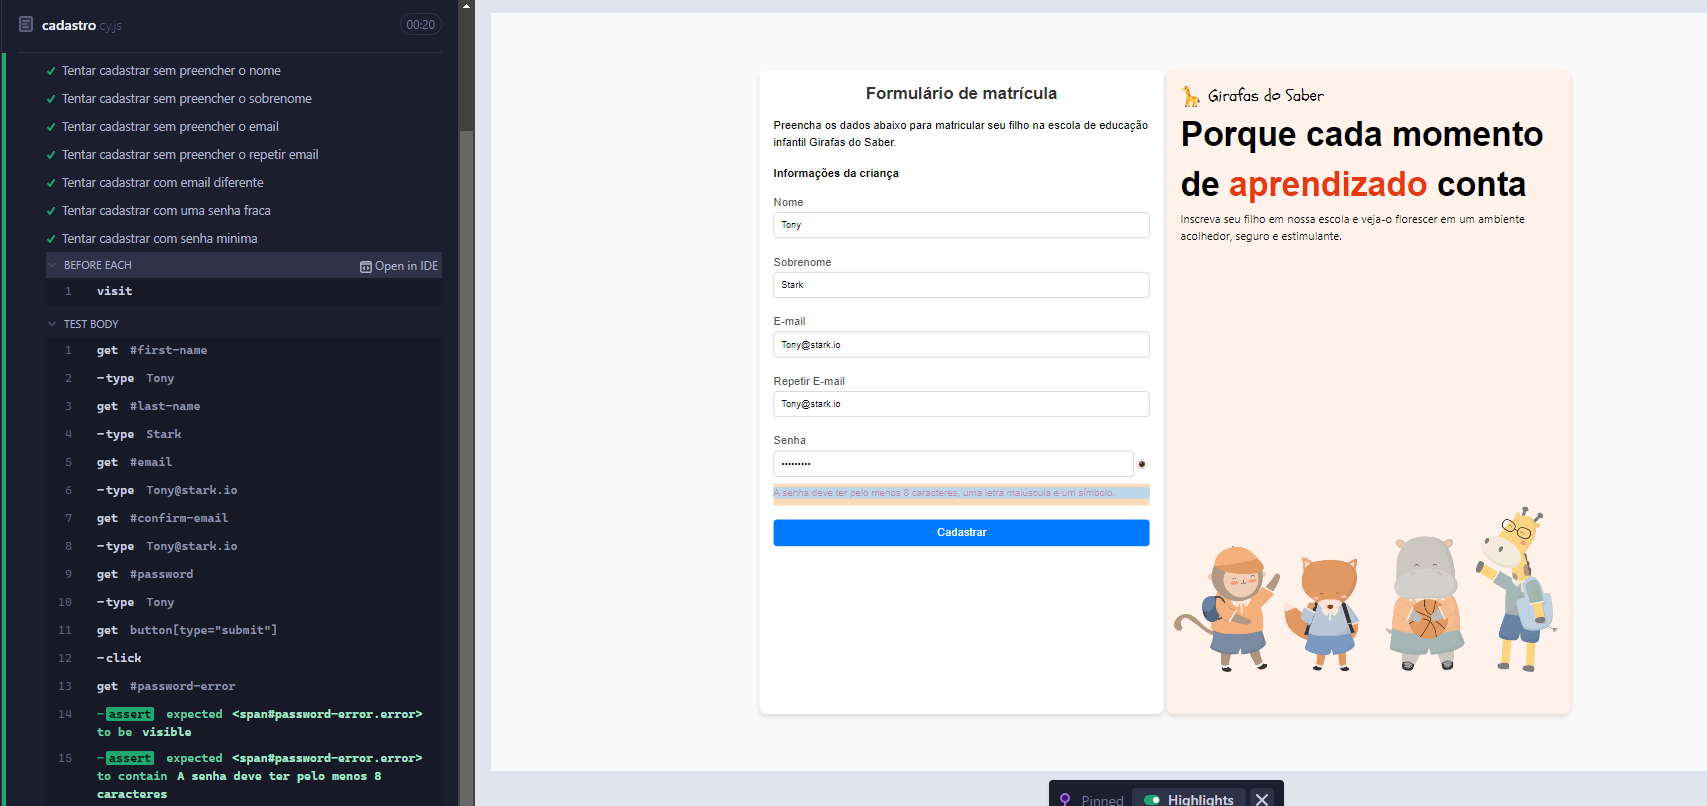 cadastro.cy.js
00:20
Tentar cadastrar sem preencher o nome
Tentar cadastrar sem preencher o sobrenome
Tentar cadastrar sem preencher o email
Tentar cadastrar sem preencher o repetir email
Tentar cadastrar com email diferente
Tentar cadastrar com uma senha fraca
Tentar cadastrar com senha minima
BEFORE EACH
Open in IDE
1 visit
TEST BODY
1 get #first-name
2 -type Tony
3 get #last-name
4 -type Stark
5 get #email
6 -type Tony@stark.io
7 get #confirm-email
8 -type Tony@stark.io
9 get #password
10 -type Tony
11 get button[type="submit"]
12 -click
13 get #password-error
14 -assert expected <span#password-error.error>
to be visible
15 -assert expected <span#password-error.error>
to contain A senha deve ter pelo menos 8
caracteres
Formulário de matrícula
Preencha os dados abaixo para matricular seu filho na escola de educação
infantil Girafas do Saber.
Informações da criança
Nome
Tony
Sobrenome
Stark
E-mail
Tony@stark.io
Repetir E-mail
Tony@stark.io
Senha
•••••••••
A senha deve ter pelo menos 8 caracteres, uma letra maiúscula e um símbolo.
Cadastrar
Girafas do Saber
Porque cada momento
de aprendizado conta
Inscreva seu filho em nossa escola e veja-o florescer em um ambiente
acolhedor, seguro e estimulante.
Pinned
Highlights